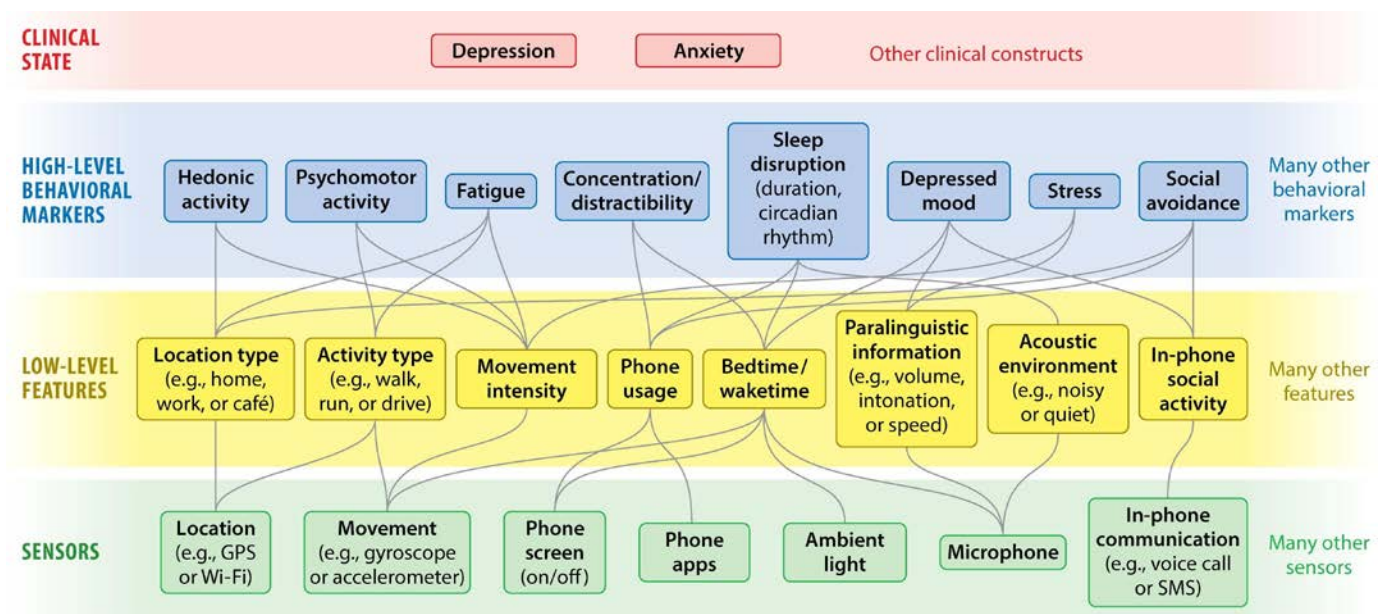 CLINICAL
STATE
Depression
Anxiety
Other clinical constructs
HIGH-LEVEL
BEHAVIORAL
MARKERS
Hedonic
activity
Psychomotor
activity
Fatigue
Concentration/
distractibility
Sleep
disruption
(duration,
circadian
rhythm)
Depressed
mood
Stress
Social
avoidance
Many other
behavioral
markers
LOW-LEVEL
FEATURES
Location type
(e.g., home,
work, or café)
Activity type
(e.g., walk,
run, or drive)
Movement
intensity
Phone
usage
Bedtime/
waketime
Paralinguistic
information
(e.g., volume,
intonation,
or speed)
Acoustic
environment
(e.g., noisy
or quiet)
In-phone
social
activity
Many other
features
SENSORS
Location
(e.g., GPS
or Wi-Fi)
Movement
(e.g., gyroscope
or accelerometer)
Phone
screen
(on/off)
Phone
apps
Ambient
light
Microphone
In-phone
communication
(e.g., voice call
or SMS)
Many other
sensors